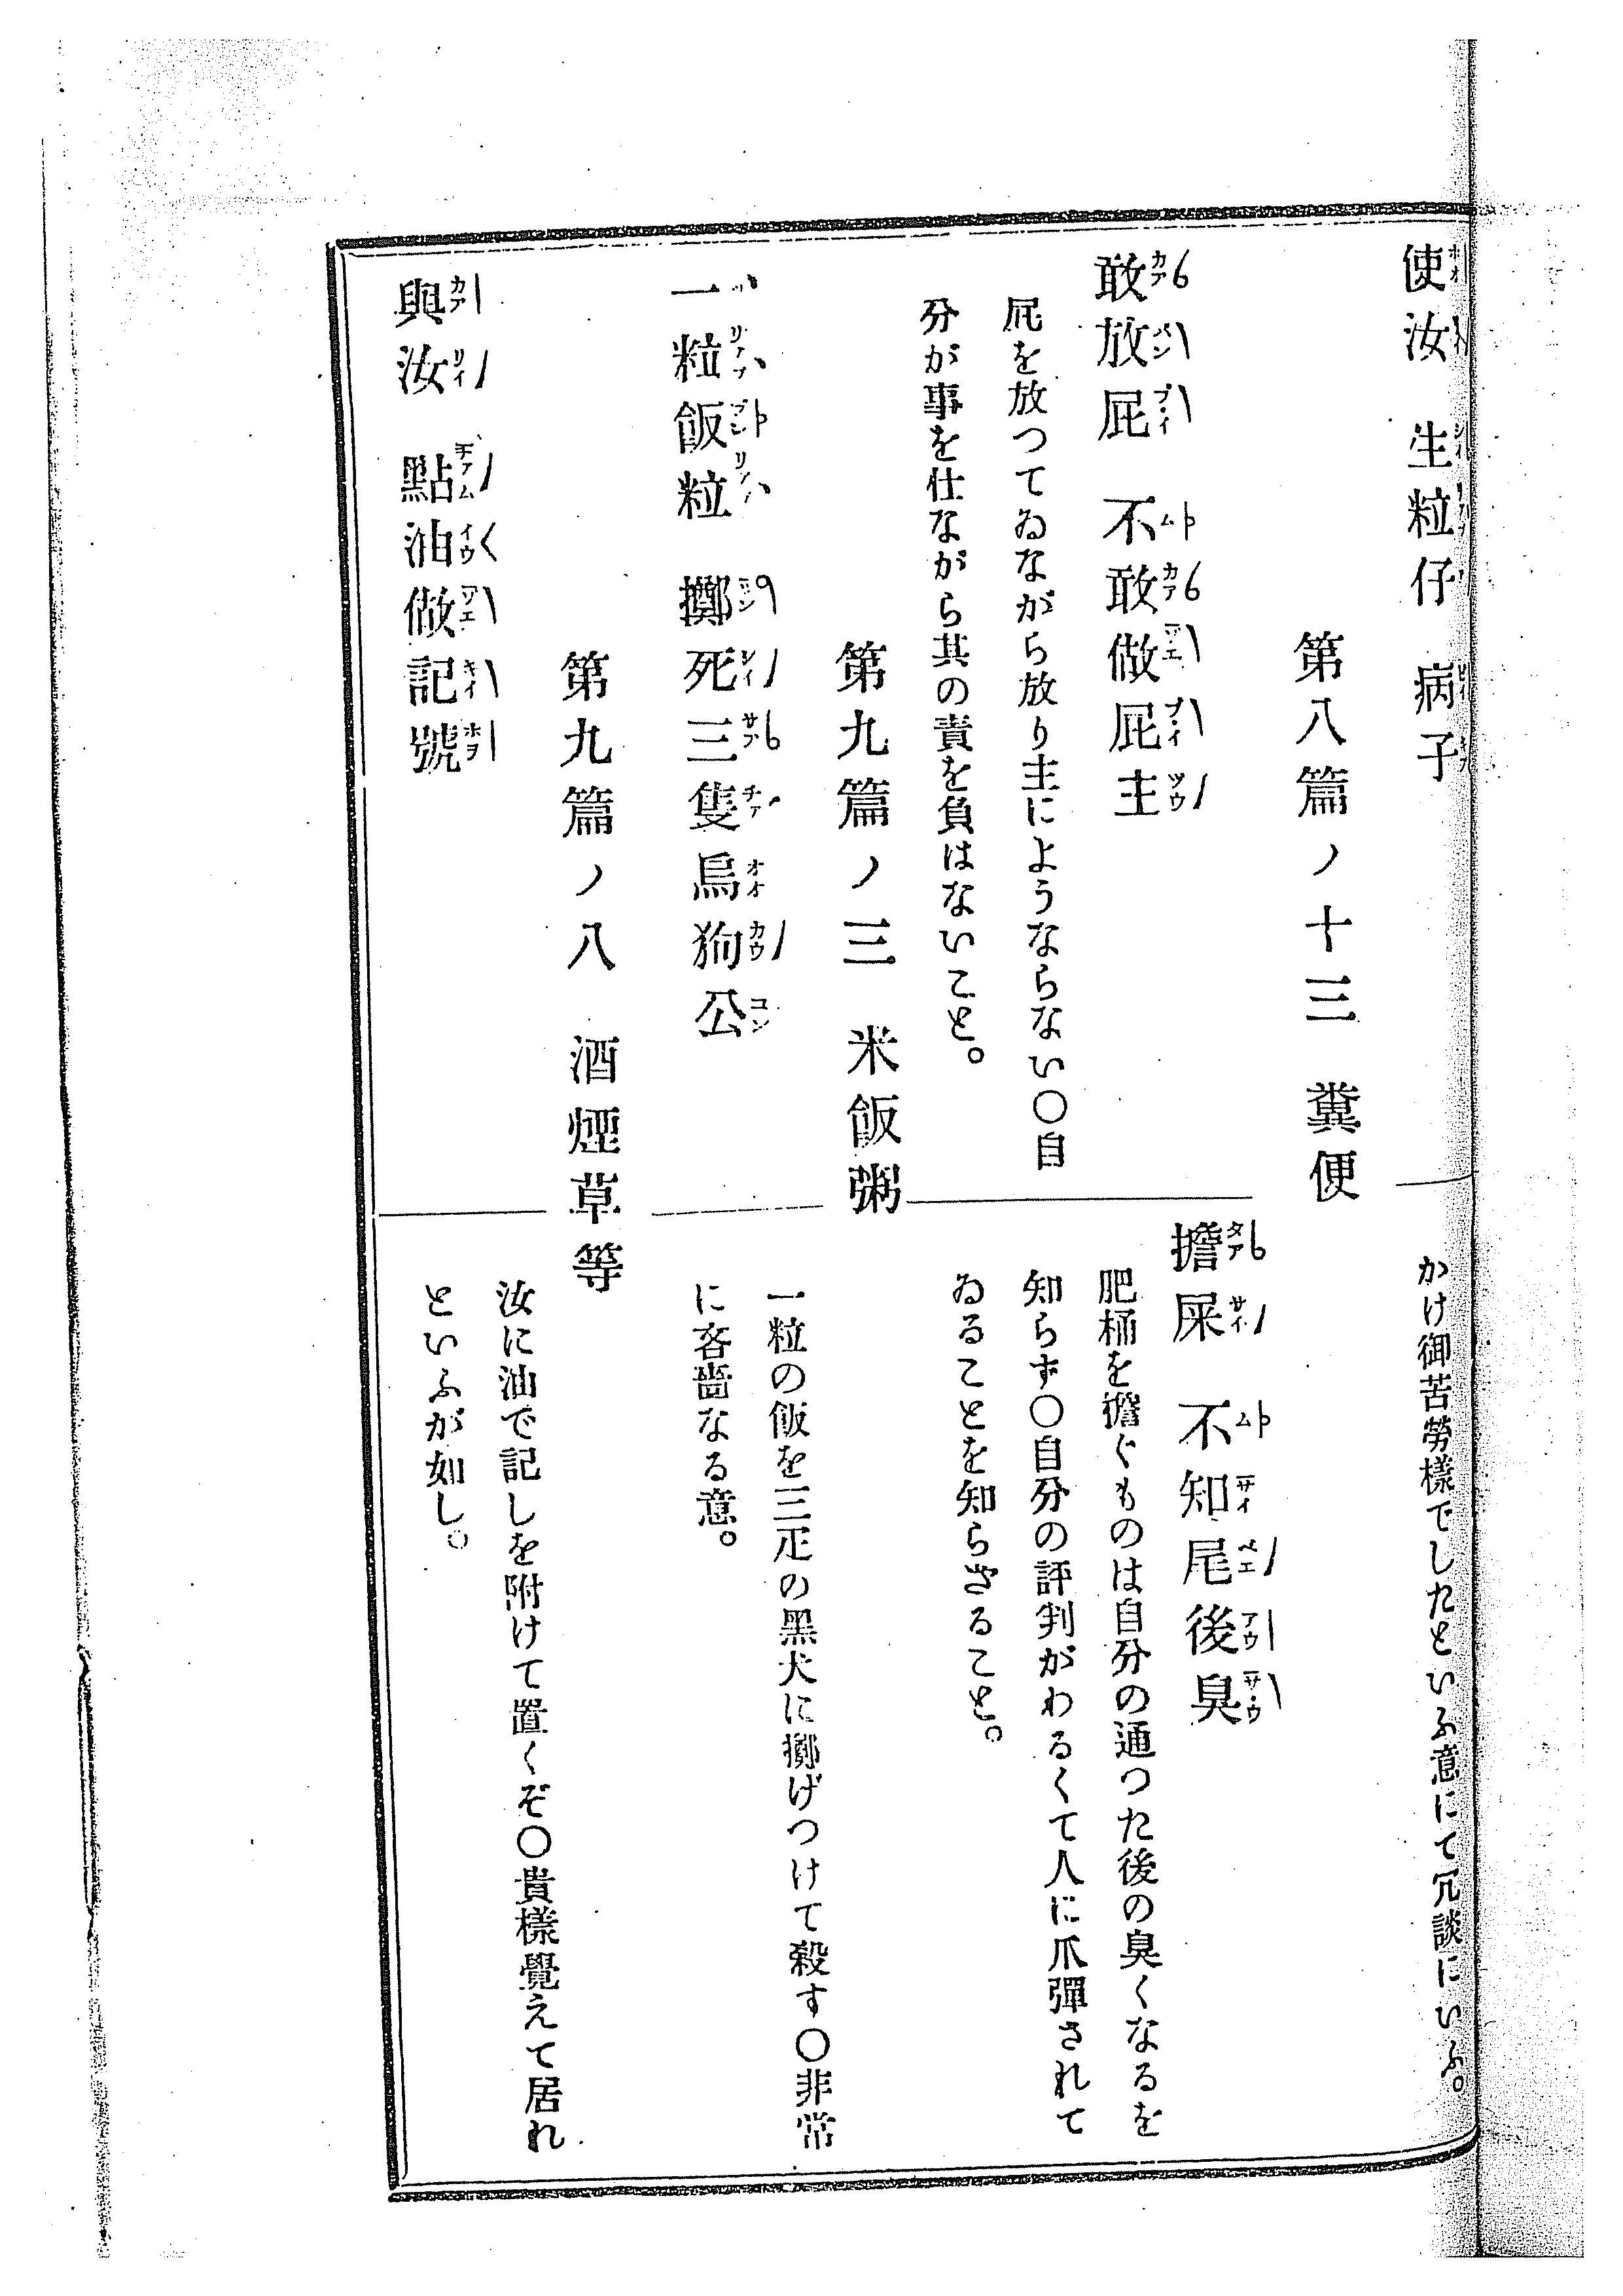 使汝 生粒仔 病子
かけ御苦勞樣でしたといふ意にて冗談にいふ。
第八篇ノ十三 糞便
敢放屁 不敢做屁主
屁を放つてゐながら放り主にようならない〇自
分が事を仕ながら其の責を負はないこと。
擔屎 不知尾後臭
肥桶を擔ぐものは自分の通つた後の臭くなるを
知らず〇自分の評判がわるくて人に爪彈されて
ゐることを知らざること。
第九篇ノ三 米飯粥
一粒飯粒 擲死三隻烏狗公
一粒の飯を三疋の黑犬に擲げつけて殺す〇非常
に吝嗇なる意。
第九篇ノ八 酒煙草等
與汝 點油做記號
汝に油で記しを附けて置くぞ〇貴樣覺えて居れ
といふが如し。